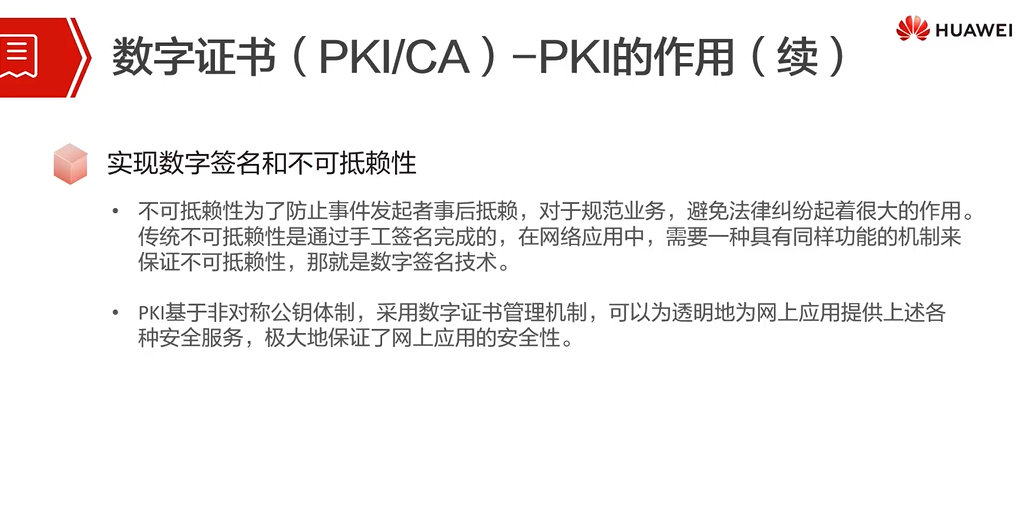 数字证书（PKI/CA）–PKI的作用（续）
HUAWEI
实现数字签名和不可抵赖性
• 不可抵赖性为了防止事件发起者事后抵赖，对于规范业务，避免法律纠纷起着很大的作用。
传统不可抵赖性是通过手工签名完成的，在网络应用中，需要一种具有同样功能的机制来
保证不可抵赖性，那就是数字签名技术。
• PKI基于非对称公钥体制，采用数字证书管理机制，可以为透明地为网上应用提供上述各
种安全服务，极大地保证了网上应用的安全性。